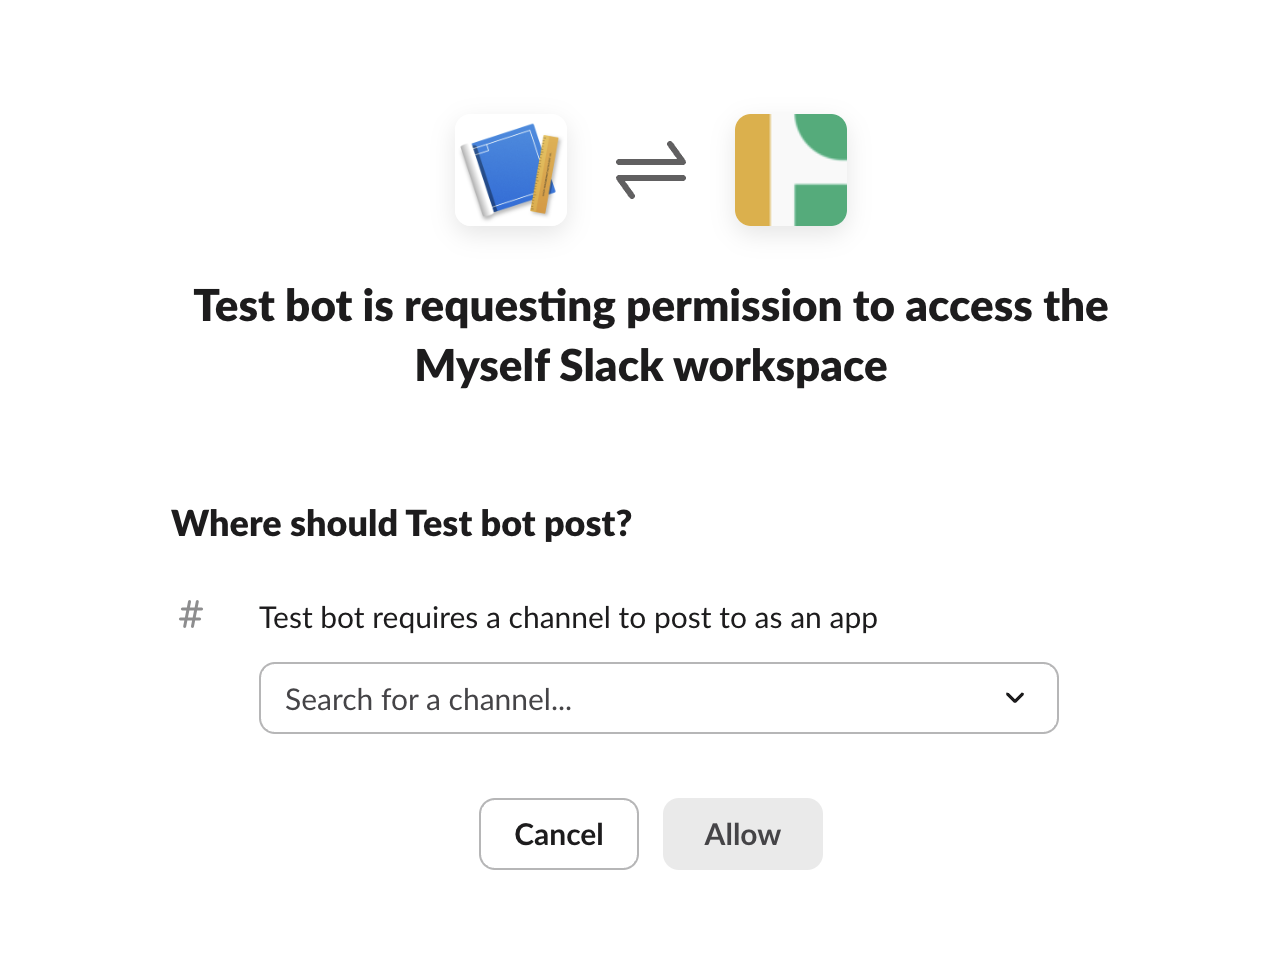 Test bot is requesting permission to access the
Myself Slack workspace
Where should Test bot post?
# Test bot requires a channel to post to as an app
Search for a channel...
Cancel Allow